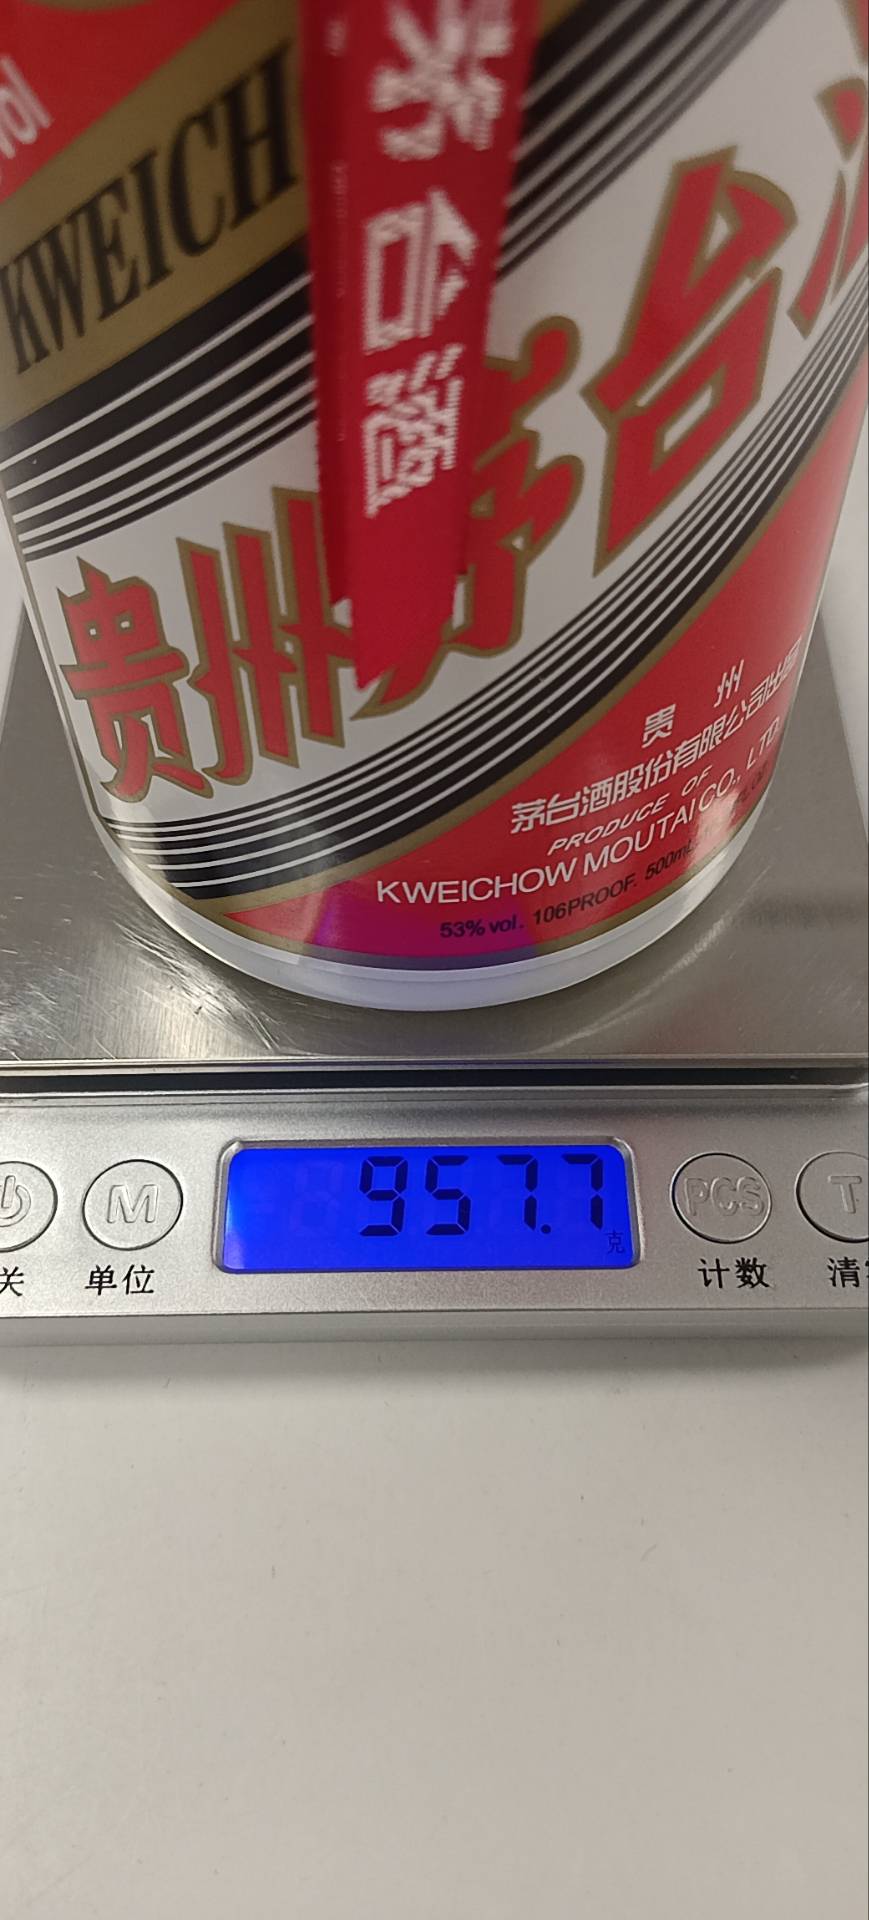 KWEICH
台酒
贵州茅台
贵州
茅台酒股份有限公司出品
PRODUCE OF
KWEICHOW MOUTAI CO., LTD.
53% vol. 106PROOF. 500mL
957.7
克
M
PCS
T
关
单位
计数
清